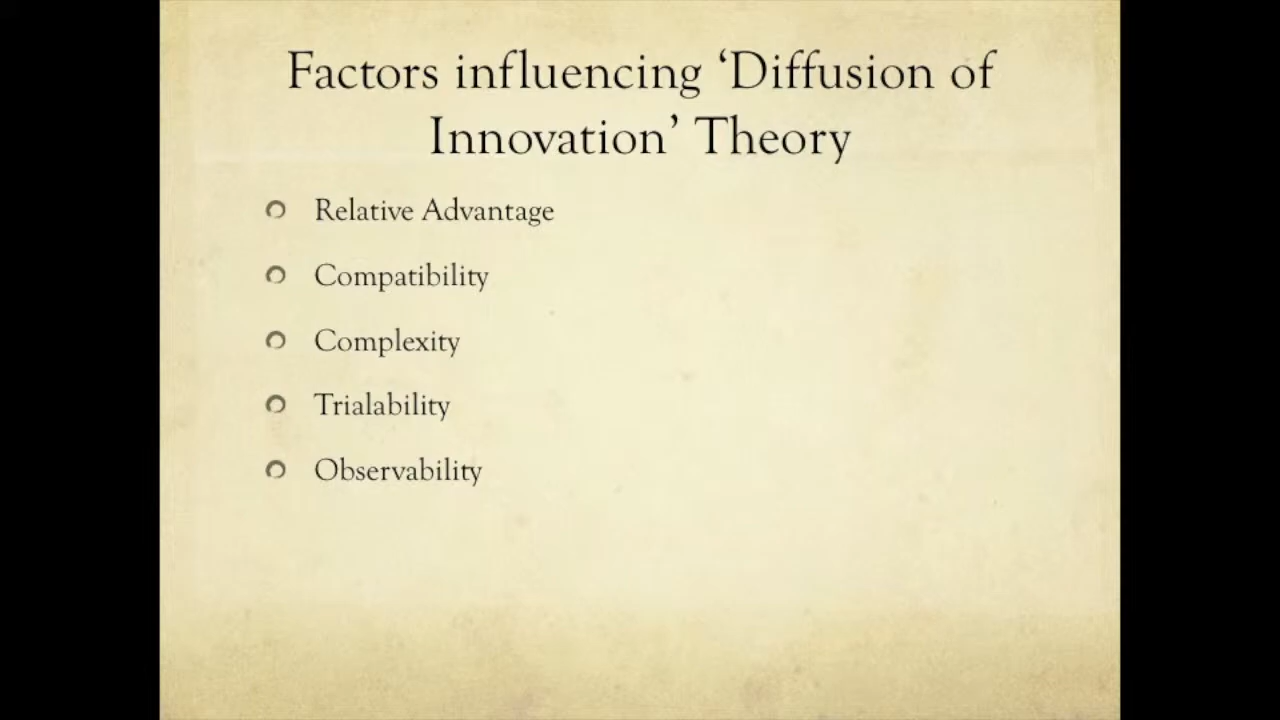 Factors influencing ‘Diffusion of
Innovation’ Theory
Relative Advantage
Compatibility
Complexity
Trialability
Observability